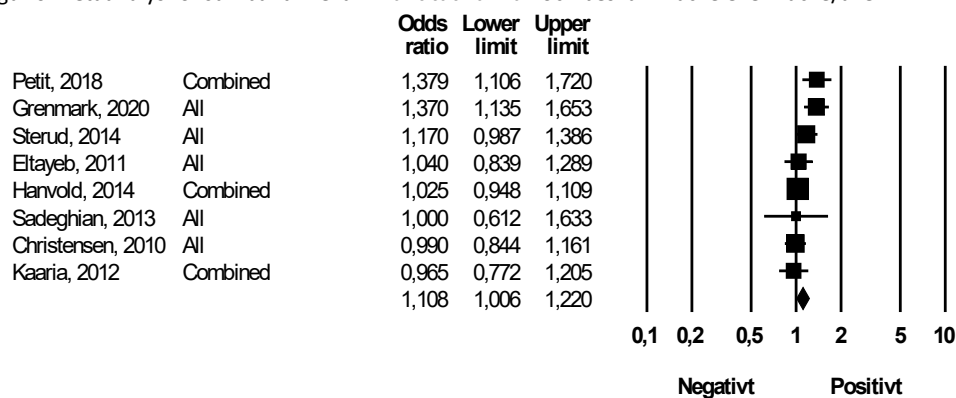 Odds Lower Upper
ratio limit limit
Petit, 2018 Combined 1,379 1,106 1,720
Grenmark, 2020 All 1,370 1,135 1,653
Sterud, 2014 All 1,170 0,987 1,386
Eltayeb, 2011 All 1,040 0,839 1,289
Hanvold, 2014 Combined 1,025 0,948 1,109
Sadeghian, 2013 All 1,000 0,612 1,633
Christensen, 2010 All 0,990 0,844 1,161
Kaaria, 2012 Combined 0,965 0,772 1,205
1,108 1,006 1,220
0,1 0,2 0,5 1 2 5 10
Negativt Positivt